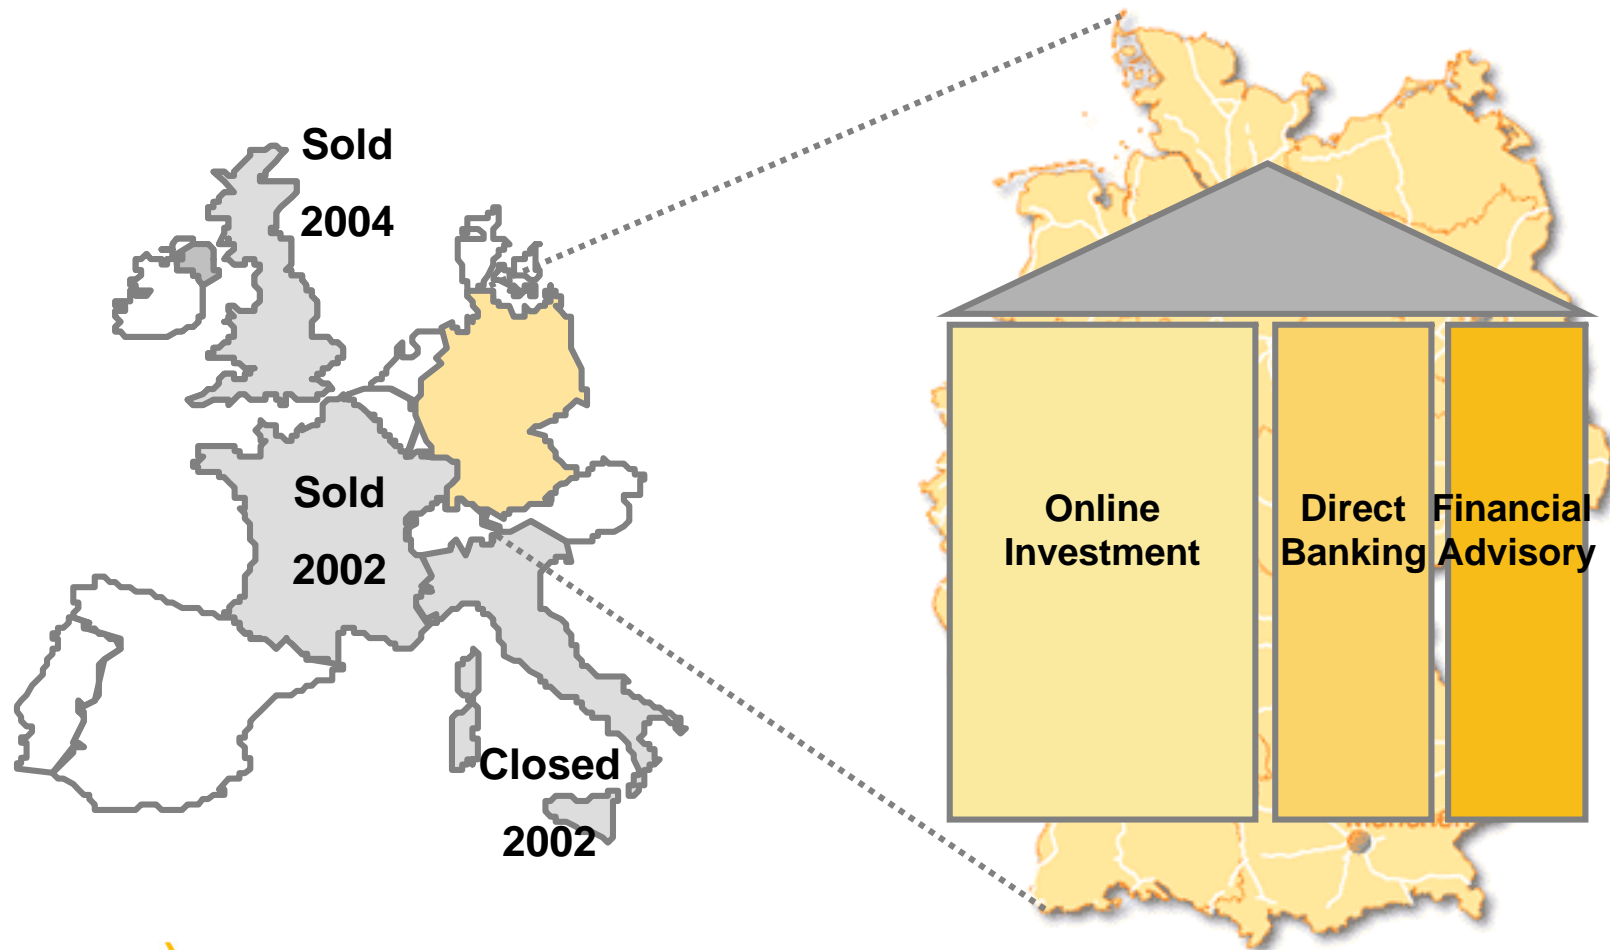 Sold
2004
Sold
2002
Closed
2002
Online
Investment
Direct
Banking
Financial
Advisory